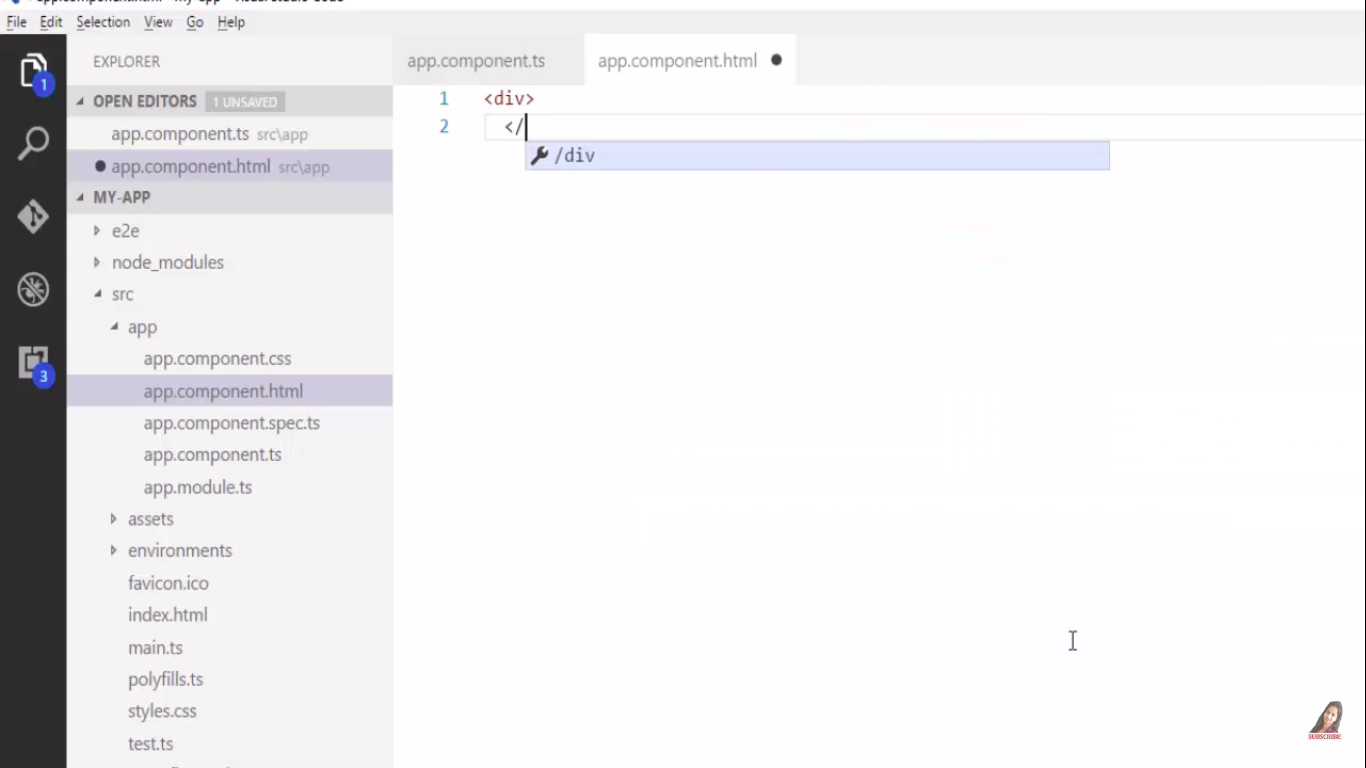 File Edit Selection View Go Help
1
3
EXPLORER
OPEN EDITORS 1 UNSAVED
app.component.ts src\app
app.component.html src\app
MY-APP
e2e
node_modules
src
app
app.component.css
app.component.html
app.component.spec.ts
app.component.ts
app.module.ts
assets
environments
favicon.ico
index.html
main.ts
polyfills.ts
styles.css
test.ts
app.component.ts app.component.html
1 <div>
2 </
/div
SUBSCRIBE